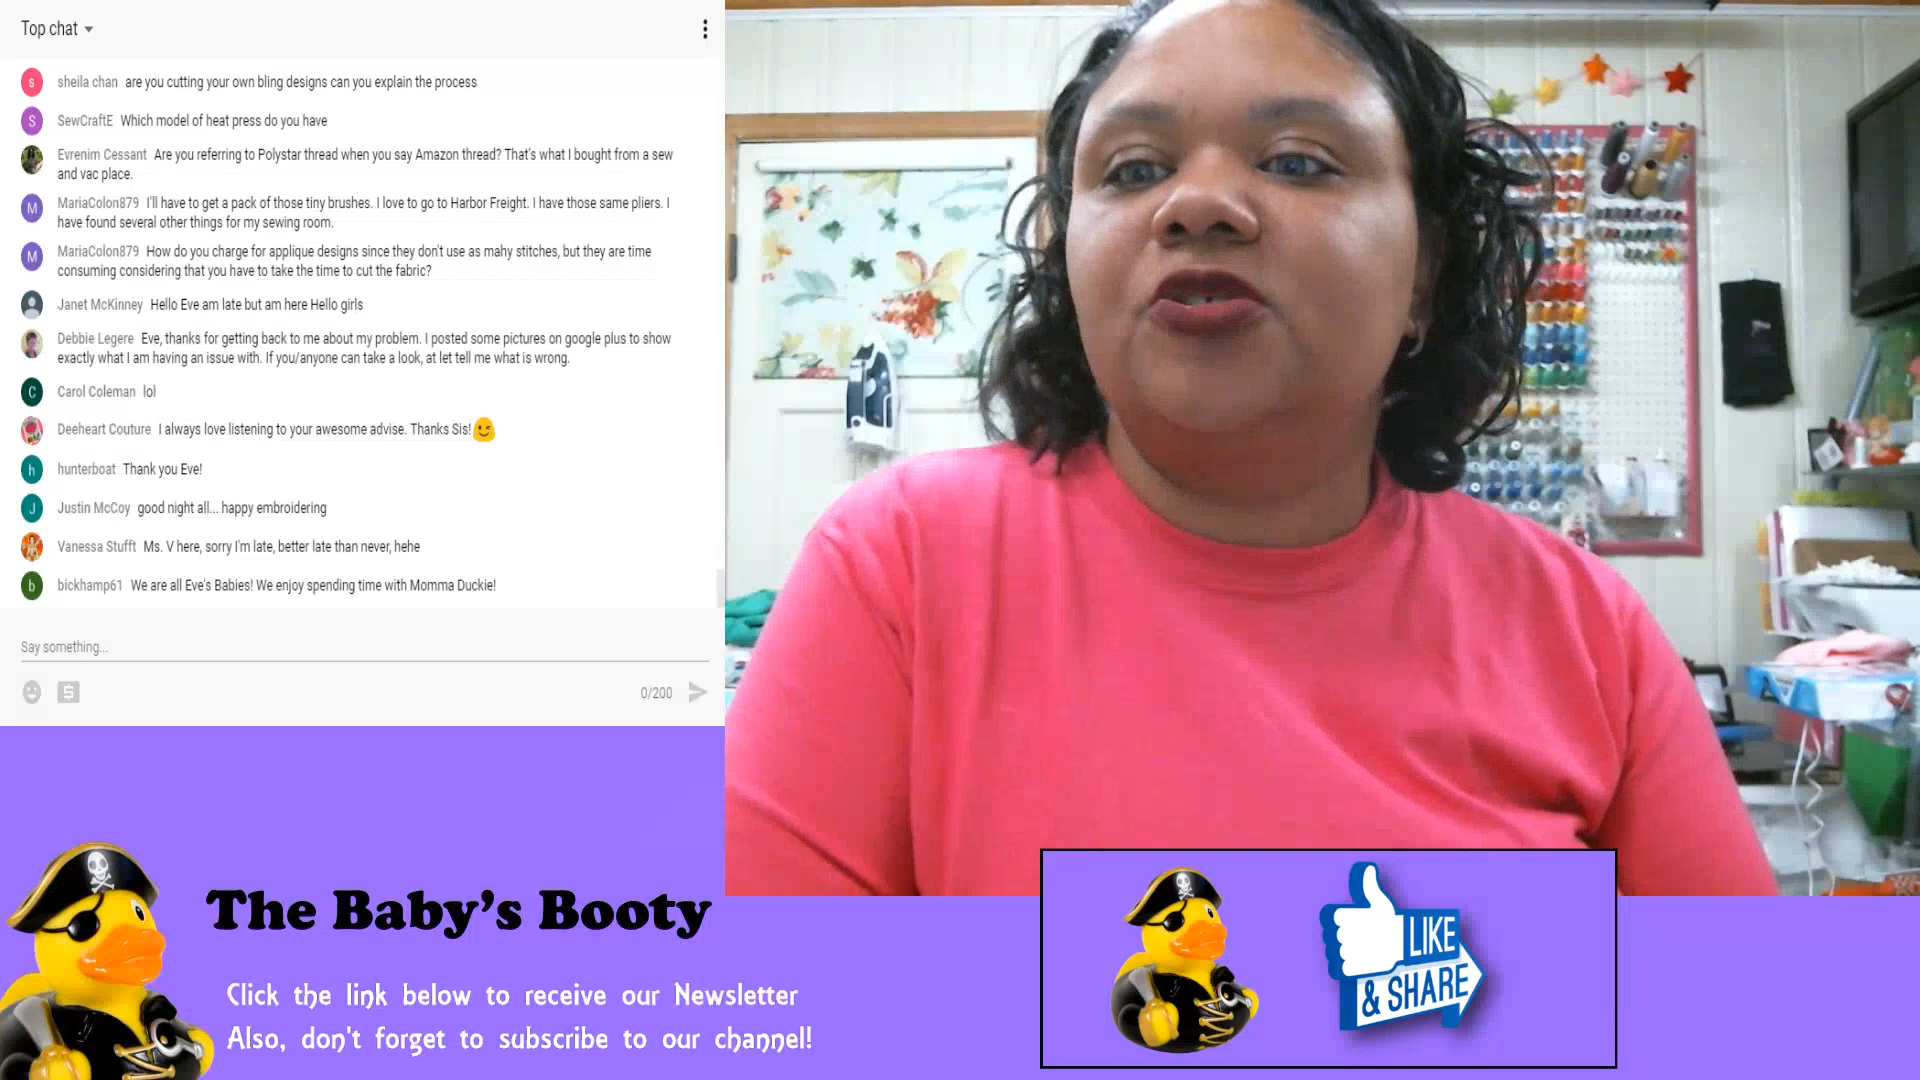 Top chat
sheila chan are you cutting your own bling designs can you explain the process
SewCraftE Which model of heat press do you have
Evrenim Cessant Are you referring to Polystar thread when you say Amazon thread? That's what I bought from a sew
and vac place.
MariaColon879 I'll have to get a pack of those tiny brushes. I love to go to Harbor Freight. I have those same pliers. I
have found several other things for my sewing room.
MariaColon879 How do you charge for applique designs since they don't use as mahy stitches, but they are time
consuming considering that you have to take the time to cut the fabric?
Janet McKinney Hello Eve am late but am here Hello girls
Debbie Legere Eve, thanks for getting back to me about my problem. I posted some pictures on google plus to show
exactly what I am having an issue with. If you/anyone can take a look, at let tell me what is wrong.
Carol Coleman lol
Deeheart Couture I always love listening to your awesome advise. Thanks Sis!
hunterboat Thank you Eve!
Justin McCoy good night all... happy embroidering
Vanessa Stufft Ms. V here, sorry I'm late, better late than never, hehe
bickhamp61 We are all Eve's Babies! We enjoy spending time with Momma Duckie!
Say something...
0/200
The Baby's Booty
Click the link below to receive our Newsletter
Also, don't forget to subscribe to our channel!
LIKE
& SHARE